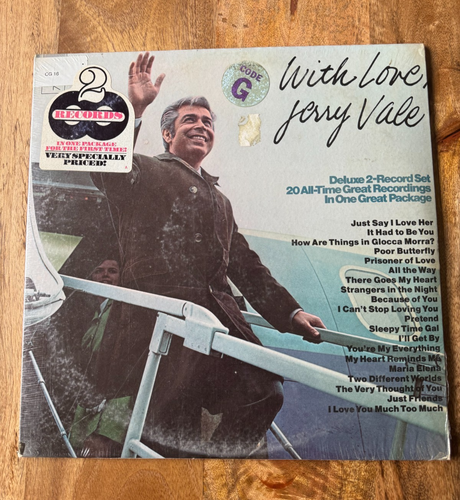 CG 18
2
RECORDS
IN ONE PACKAGE
FOR THE FIRST TIME!
VERY SPECIALLY
PRICED!
CODE
G
With Love,
Jerry Vale
Deluxe 2-Record Set
20 All-Time Great Recordings
In One Great Package
Just Say I Love Her
It Had to Be You
How Are Things in Glocca Morra?
Poor Butterfly
Prisoner of Love
All the Way
There Goes My Heart
Strangers in the Night
Because of You
I Can't Stop Loving You
Pretend
Sleepy Time Gal
I'll Get By
You're My Everything
My Heart Reminds Me
Maria Elena
Two Different Worlds
The Very Thought of You
Just Friends
I Love You Much Too Much